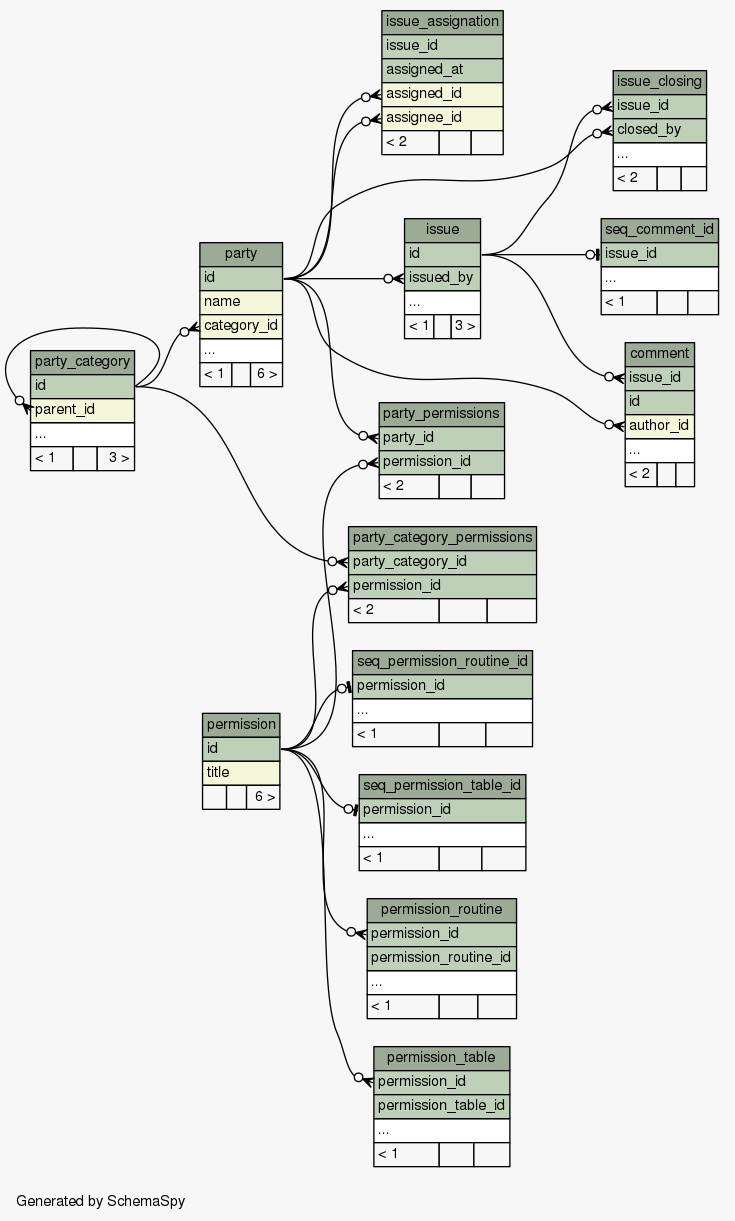 issue_assignation
issue_id
assigned_at
assigned_id
assignee_id
< 2
issue_closing
issue_id
closed_by
...
< 2
issue
id
issued_by
...
< 1 3 >
seq_comment_id
issue_id
...
< 1
party
id
name
category_id
...
< 1 6 >
comment
issue_id
id
author_id
...
< 2
party_category
id
parent_id
...
< 1 3 >
party_permissions
party_id
permission_id
< 2
party_category_permissions
party_category_id
permission_id
< 2
seq_permission_routine_id
permission_id
...
< 1
permission
id
title
6 >
seq_permission_table_id
permission_id
...
< 1
permission_routine
permission_id
permission_routine_id
...
< 1
permission_table
permission_id
permission_table_id
...
< 1
Generated by SchemaSpy